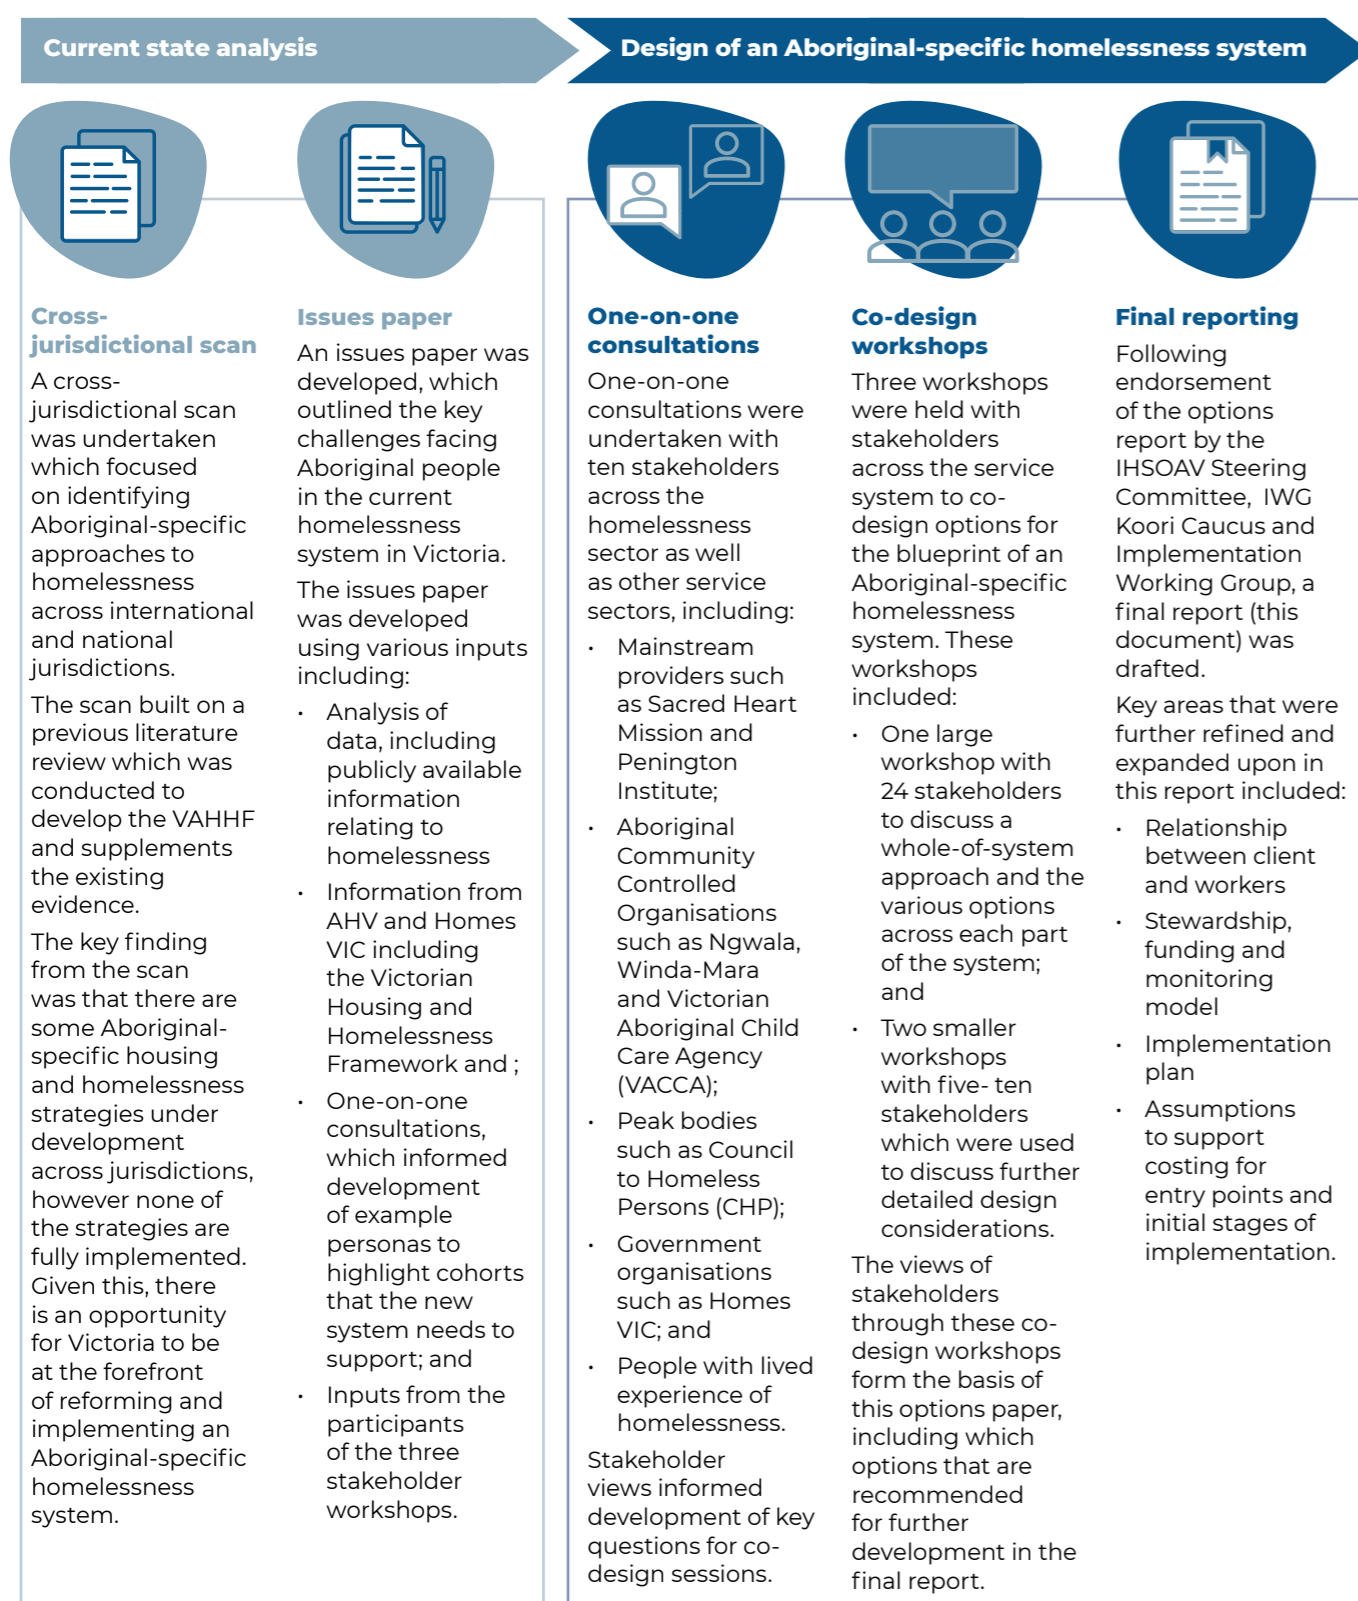 Current state analysis
Design of an Aboriginal-specific homelessness system
Cross-
jurisdictional scan
A cross-
jurisdictional scan
was undertaken
which focused
on identifying
Aboriginal-specific
approaches to
homelessness
across international
and national
jurisdictions.
The scan built on a
previous literature
review which was
conducted to
develop the VAHHF
and supplements
the existing
evidence.
The key finding
from the scan
was that there are
some Aboriginal-
specific housing
and homelessness
strategies under
development
across jurisdictions,
however none of
the strategies are
fully implemented.
Given this, there
is an opportunity
for Victoria to be
at the forefront
of reforming and
implementing an
Aboriginal-specific
homelessness
system.
Issues paper
An issues paper was
developed, which
outlined the key
challenges facing
Aboriginal people
in the current
homelessness
system in Victoria.
The issues paper
was developed
using various inputs
including:
• Analysis of
data, including
publicly available
information
relating to
homelessness
• Information from
AHV and Homes
VIC including
the Victorian
Housing and
Homelessness
Framework and ;
• One-on-one
consultations,
which informed
development
of example
personas to
highlight cohorts
that the new
system needs to
support; and
• Inputs from the
participants
of the three
stakeholder
workshops.
One-on-one
consultations
One-on-one
consultations were
undertaken with
ten stakeholders
across the
homelessness
sector as well
as other service
sectors, including:
• Mainstream
providers such
as Sacred Heart
Mission and
Penington
Institute;
• Aboriginal
Community
Controlled
Organisations
such as Ngwala,
Winda-Mara
and Victorian
Aboriginal Child
Care Agency
(VACCA);
• Peak bodies
such as Council
to Homeless
Persons (CHP);
• Government
organisations
such as Homes
VIC; and
• People with lived
experience of
homelessness.
Stakeholder
views informed
development of key
questions for co-
design sessions.
Co-design
workshops
Three workshops
were held with
stakeholders
across the service
system to co-
design options for
the blueprint of an
Aboriginal-specific
homelessness
system. These
workshops
included:
• One large
workshop with
24 stakeholders
to discuss a
whole-of-system
approach and the
various options
across each part
of the system;
and
• Two smaller
workshops
with five- ten
stakeholders
which were used
to discuss further
detailed design
considerations.
The views of
stakeholders
through these co-
design workshops
form the basis of
this options paper,
including which
options that are
recommended
for further
development in the
final report.
Final reporting
Following
endorsement
of the options
report by the
IHSOAV Steering
Committee, IWG
Koori Caucus and
Implementation
Working Group, a
final report (this
document) was
drafted.
Key areas that were
further refined and
expanded upon in
this report included:
• Relationship
between client
and workers
• Stewardship,
funding and
monitoring
model
• Implementation
plan
• Assumptions
to support
costing for
entry points and
initial stages of
implementation.